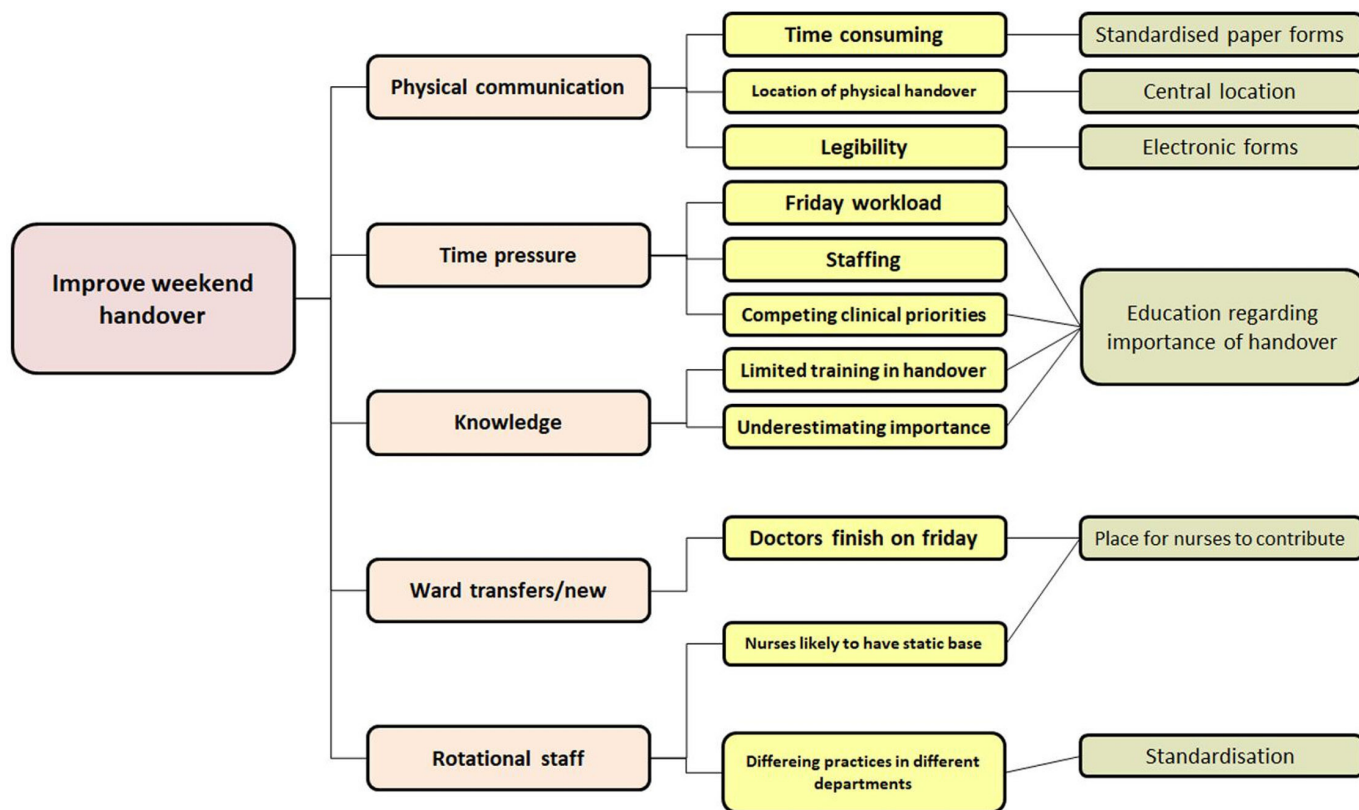 Improve weekend
handover
Physical communication
Time pressure
Knowledge
Ward transfers/new
Rotational staff
Time consuming
Location of physical handover
Legibility
Friday workload
Staffing
Competing clinical priorities
Limited training in handover
Underestimating importance
Doctors finish on friday
Nurses likely to have static base
Differeing practices in different
departments
Standardised paper forms
Central location
Electronic forms
Education regarding
importance of handover
Place for nurses to contribute
Standardisation